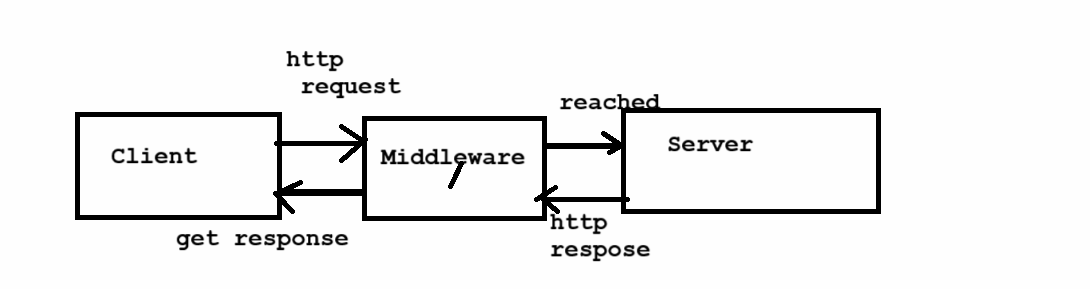 http
request
reached
Client
Middleware
Server
get response
http
respose